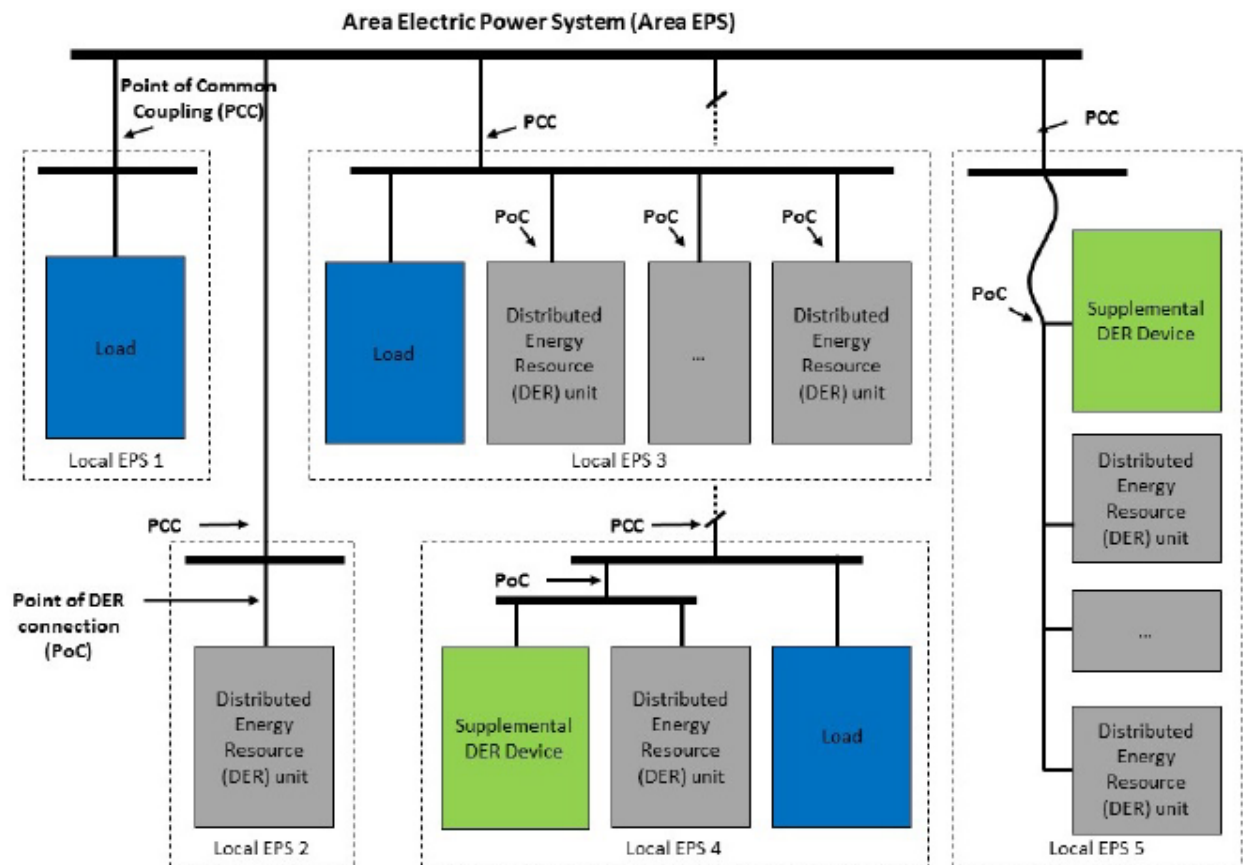 Area Electric Power System (Area EPS)
Point of Common
Coupling (PCC)
PCC
PCC
PoC
PoC
PoC
Load
Load
Distributed
Energy
Resource
(DER) unit
...
Distributed
Energy
Resource
(DER) unit
Local EPS 1
Local EPS 3
PoC
Supplemental
DER Device
Distributed
Energy
Resource
(DER) unit
...
Distributed
Energy
Resource
(DER) unit
Local EPS 5
PCC
Point of DER
connection
(PoC)
Distributed
Energy
Resource
(DER) unit
Local EPS 2
PCC
PoC
Supplemental
DER Device
Distributed
Energy
Resource
(DER) unit
Load
Local EPS 4